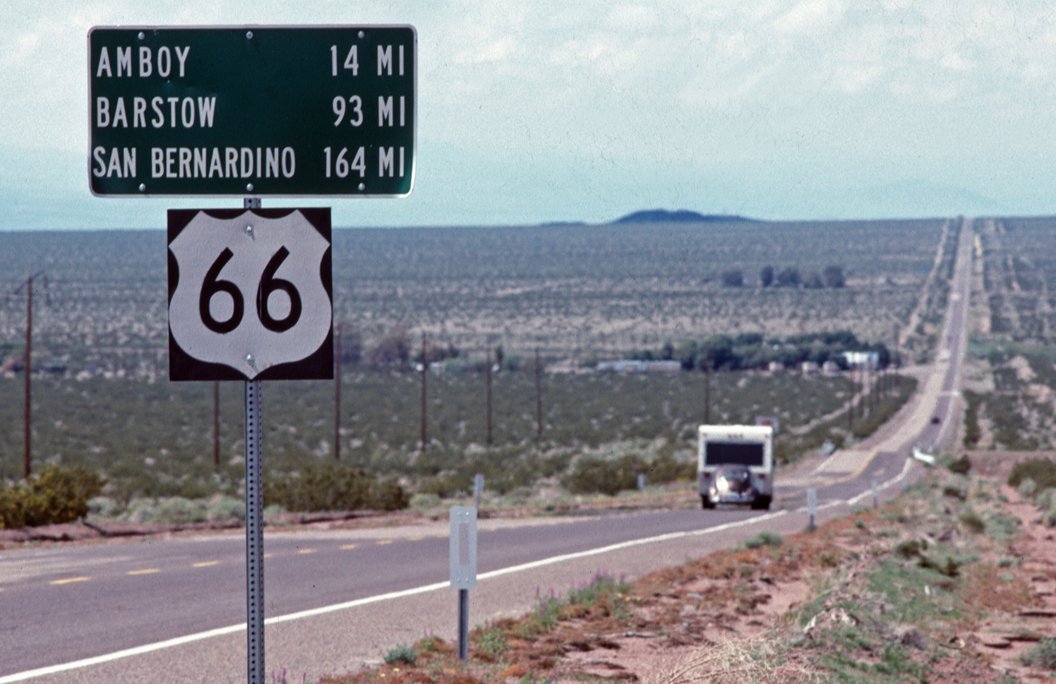 AMBOY 14 MI
BARSTOW 93 MI
SAN BERNARDINO 164 MI
66